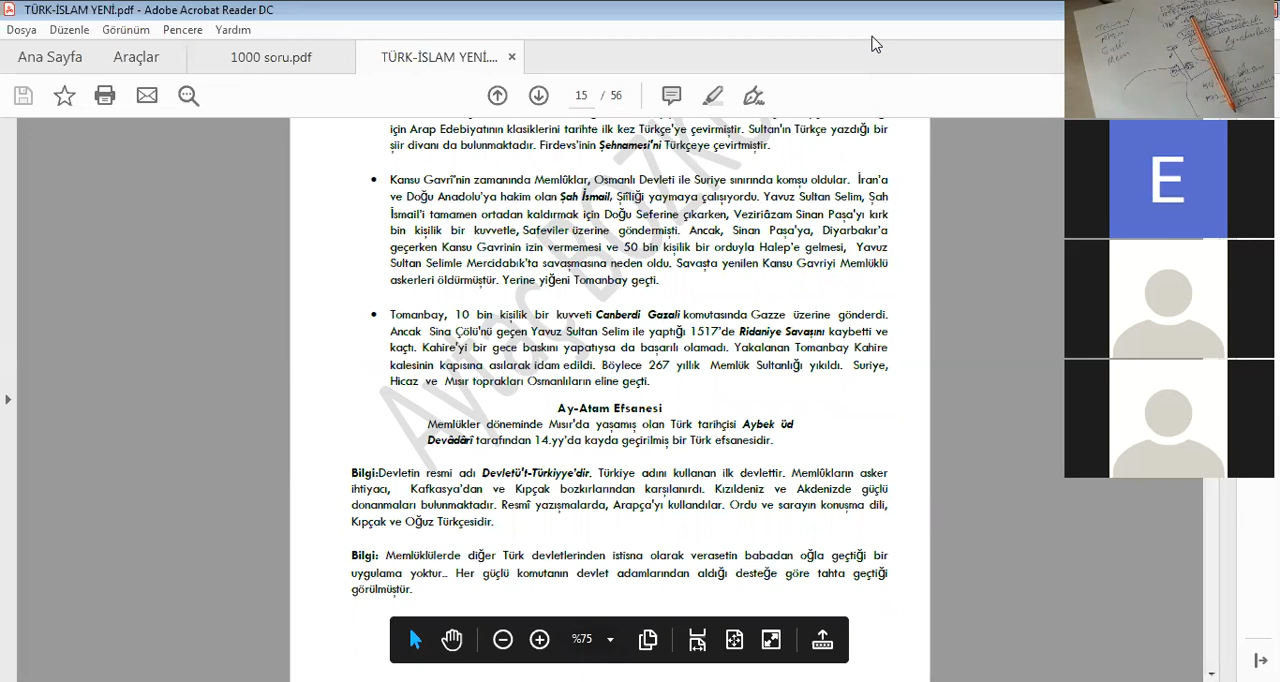 TÜRK-İSLAM YENİ.pdf - Adobe Acrobat Reader DC
Dosya Düzenle Görünüm Pencere Yardım
Ana Sayfa Araçlar 1000 soru.pdf TÜRK-İSLAM YENİ.... ×
15 / 56
için Arap Edebiyatının klasiklerini tarihte ilk kez Türkçe'ye çevirmiştir. Sultan'ın Türkçe yazdığı bir
şiir divanı da bulunmaktadır. Firdevs'inin Şehnamesi'ni Türkçeye çevirtmiştir.
• Kansu Gavrî'nin zamanında Memlûklar, Osmanlı Devleti ile Suriye sınırında komşu oldular. İran'a
ve Doğu Anadolu'ya hakim olan Şah İsmail, Şiîliği yaymaya çalışıyordu. Yavuz Sultan Selim, Şah
İsmail'i tamamen ortadan kaldırmak için Doğu Seferine çıkarken, Veziriâzam Sinan Paşa'yı kırk
bin kişilik bir kuvvetle, Safeviler üzerine göndermişti. Ancak, Sinan Paşa'ya, Diyarbakır'a
geçerken Kansu Gavrinin izin vermemesi ve 50 bin kişilik bir orduyla Halep'e gelmesi, Yavuz
Sultan Selimle Mercidabık'ta savaşmasına neden oldu. Savaşta yenilen Kansu Gavriyi Memlüklü
askerleri öldürmüştür. Yerine yiğeni Tomanbay geçti.
• Tomanbay, 10 bin kişilik bir kuvveti Canberdi Gazali komutasında Gazze üzerine gönderdi.
Ancak Sina Çölü'nü geçen Yavuz Sultan Selim ile yaptığı 1517'de Ridaniye Savaşını kaybetti ve
kaçtı. Kahire'yi bir gece baskını yapatıysa da başarılı olamadı. Yakalanan Tomanbay Kahire
kalesinin kapısına asılarak idam edildi. Böylece 267 yıllık Memlük Sultanlığı yıkıldı. Suriye,
Hicaz ve Mısır toprakları Osmanlıların eline geçti.
Ay-Atam Efsanesi
Memlükler döneminde Mısır'da yaşamış olan Türk tarihçisi Aybek üd
Devâdârî tarafından 14.yy'da kayda geçirilmiş bir Türk efsanesidir.
Bilgi:Devletin resmi adı Devletü't-Türkiyye'dir. Türkiye adını kullanan ilk devlettir. Memlûkların asker
ihtiyacı, Kafkasya'dan ve Kıpçak bozkırlarından karşılanırdı. Kızıldeniz ve Akdenizde güçlü
donanmaları bulunmaktadır. Resmî yazışmalarda, Arapça'yı kullandılar. Ordu ve sarayın konuşma dili,
Kıpçak ve Oğuz Türkçesidir.
Bilgi: Memlüklülerde diğer Türk devletlerinden istisna olarak verasetin babadan oğla geçtiği bir
uygulama yoktur.. Her güçlü komutanın devlet adamlarından aldığı desteğe göre tahta geçtiği
görülmüştür.
%75
E